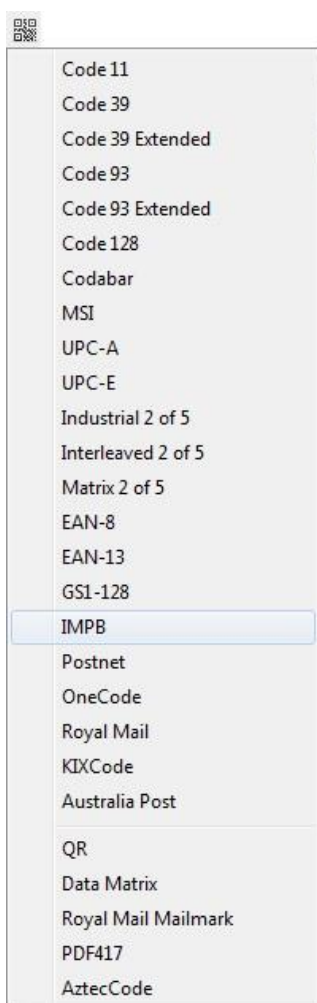 Code 11
Code 39
Code 39 Extended
Code 93
Code 93 Extended
Code 128
Codabar
MSI
UPC-A
UPC-E
Industrial 2 of 5
Interleaved 2 of 5
Matrix 2 of 5
EAN-8
EAN-13
GS1-128
IMPB
Postnet
OneCode
Royal Mail
KIXCode
Australia Post
QR
Data Matrix
Royal Mail Mailmark
PDF417
AztecCode